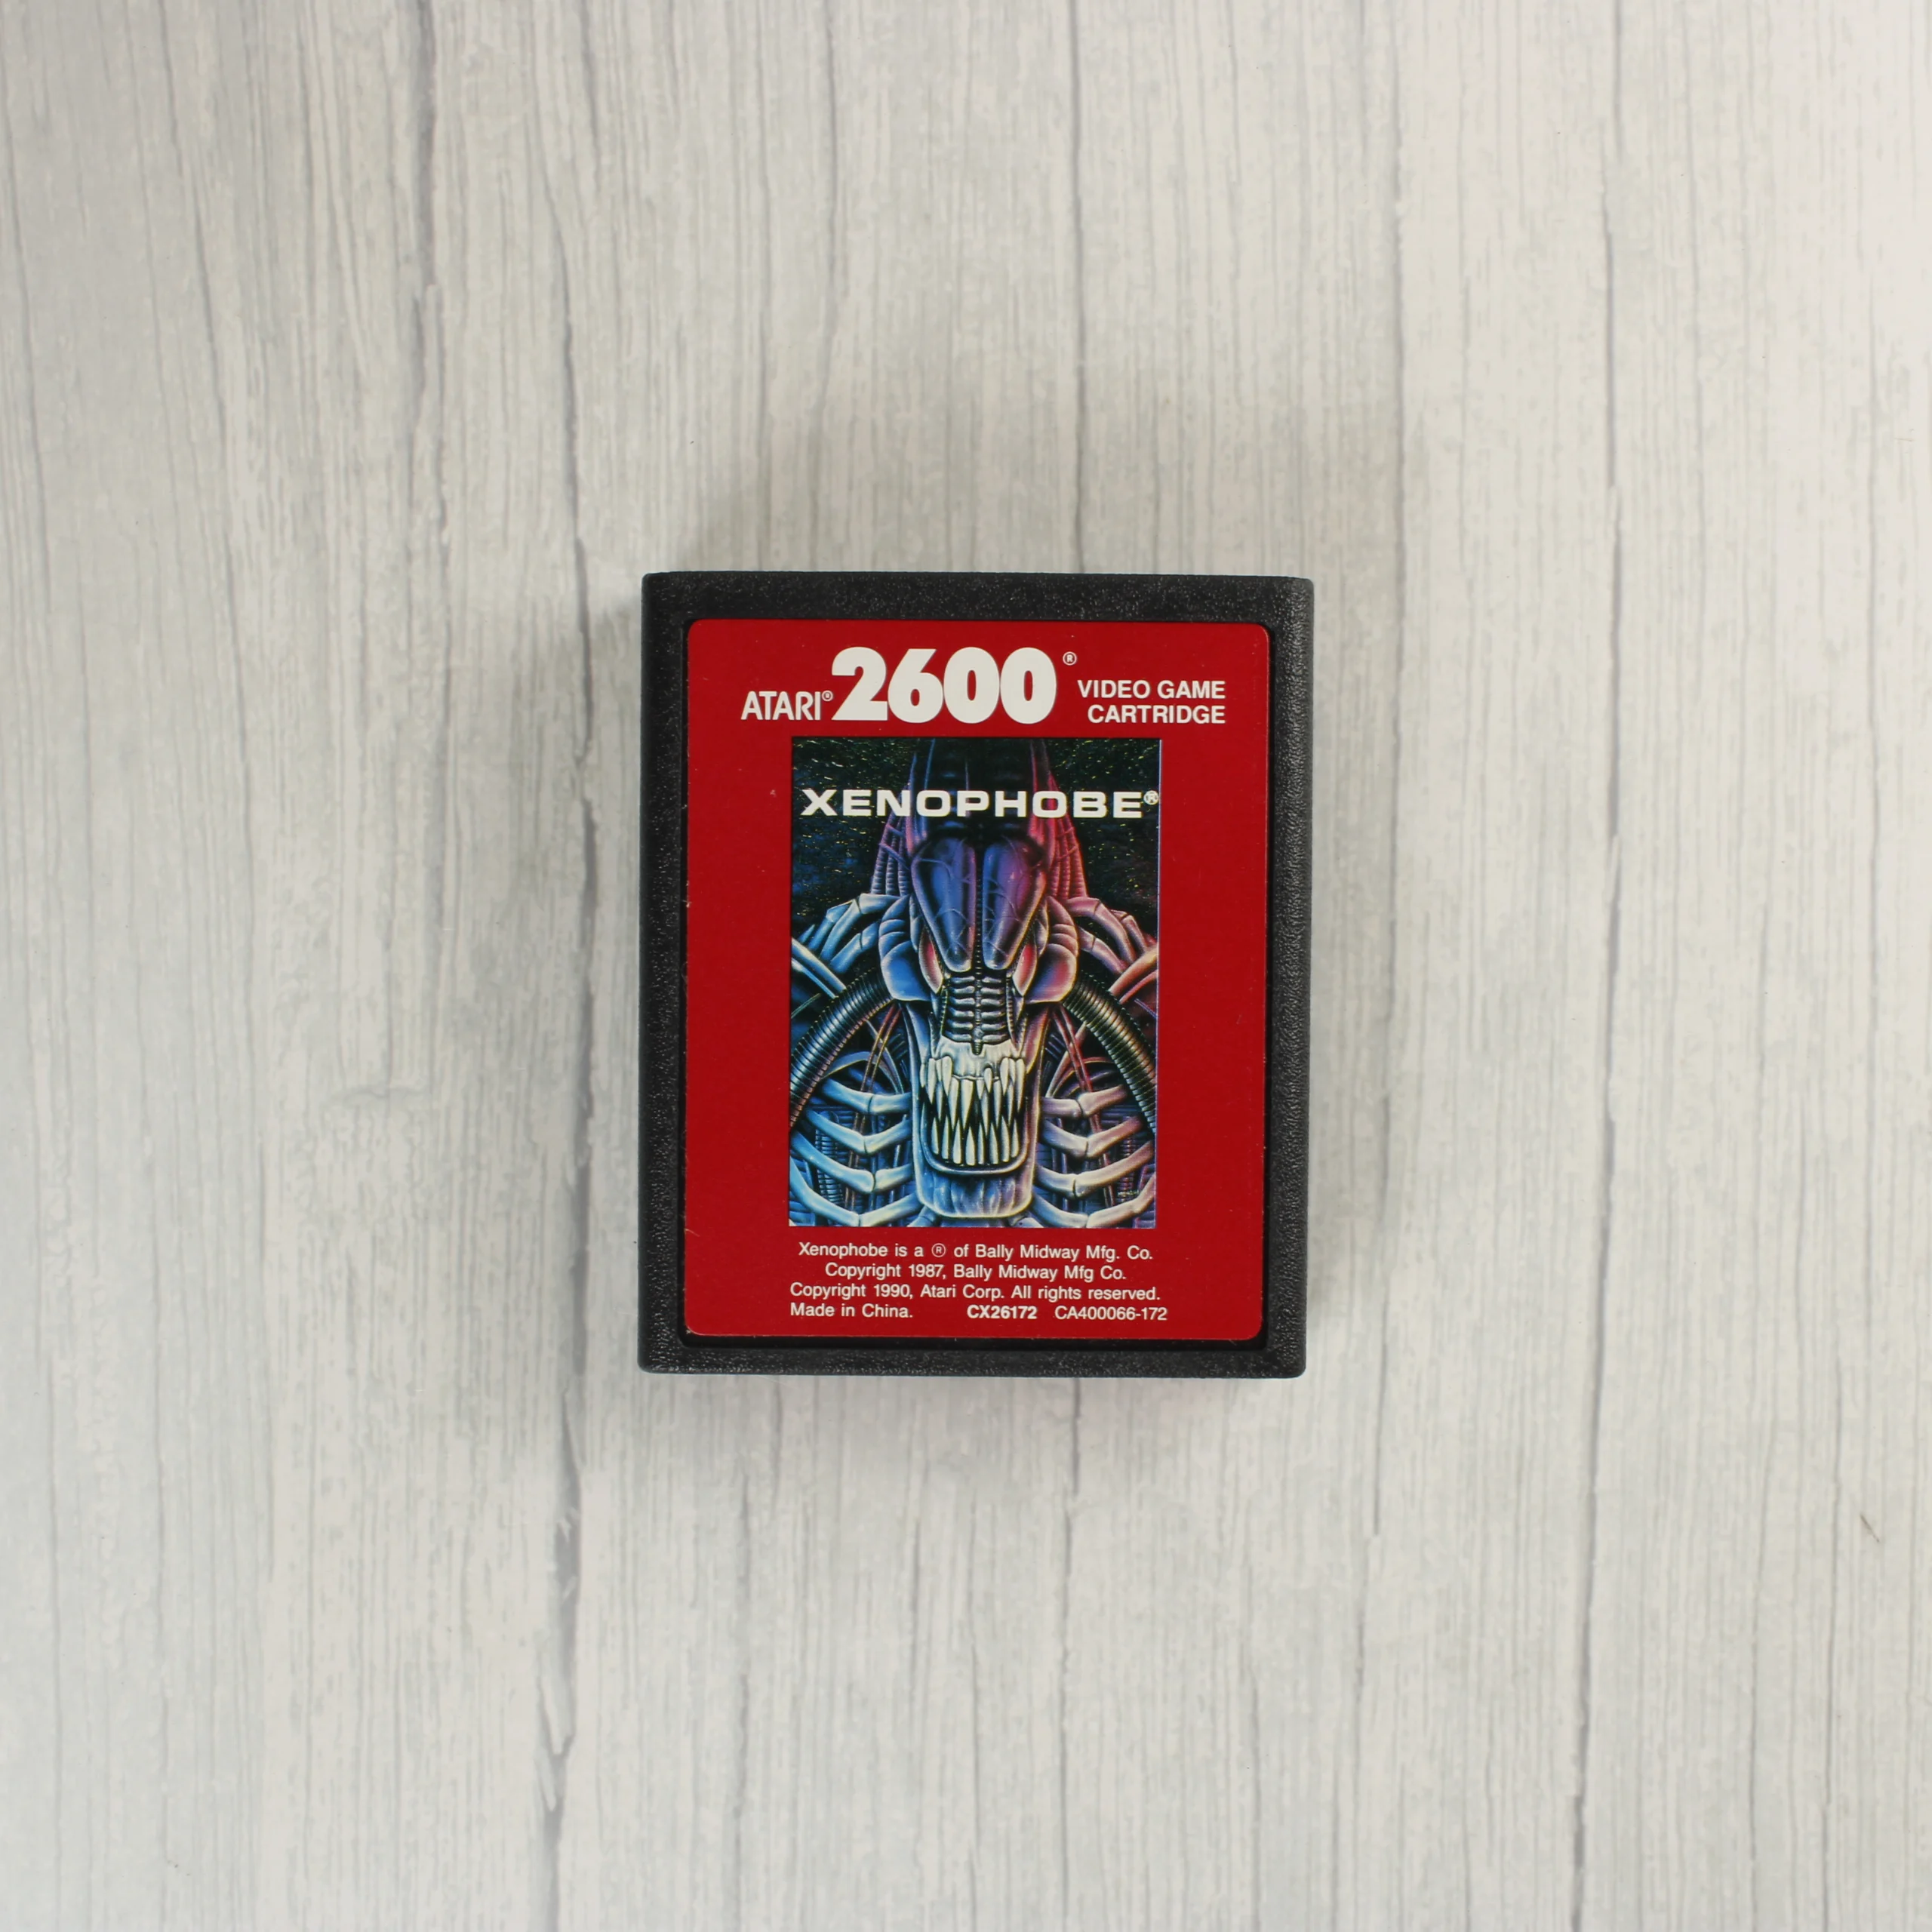 ATARI® 2600® VIDEO GAME
CARTRIDGE
XENOPHOBE®
Xenophobe is a ® of Bally Midway Mfg. Co.
Copyright 1987, Bally Midway Mfg Co.
Copyright 1990, Atari Corp. All rights reserved.
Made in China. CX26172 CA400066-172